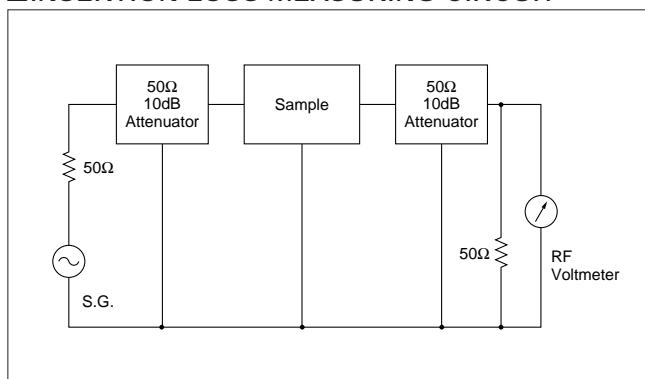 50Ω
10dB
Attenuator
Sample
50Ω
10dB
Attenuator
50Ω
50Ω
RF
Voltmeter
S.G.